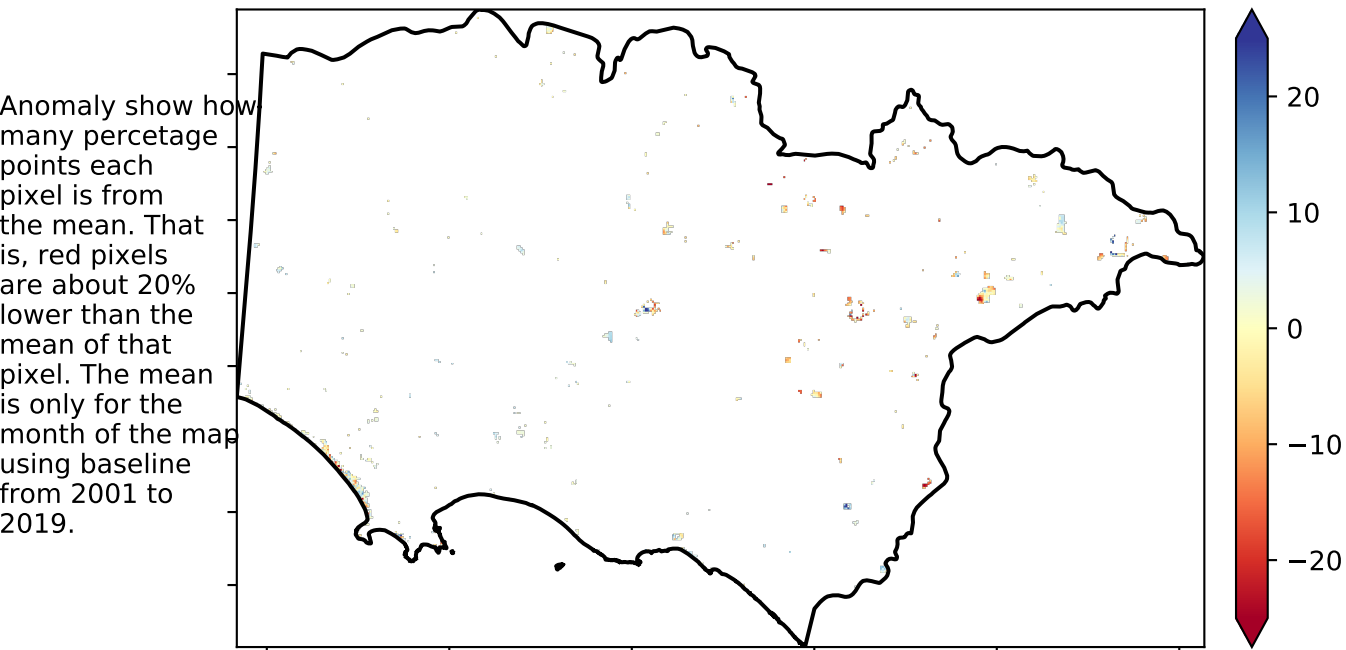 Anomaly show how
many percetage
points each
pixel is from
the mean. That
is, red pixels
are about 20%
lower than the
mean of that
pixel. The mean
is only for the
month of the map
using baseline
from 2001 to
2019.
20
10
0
−10
−20